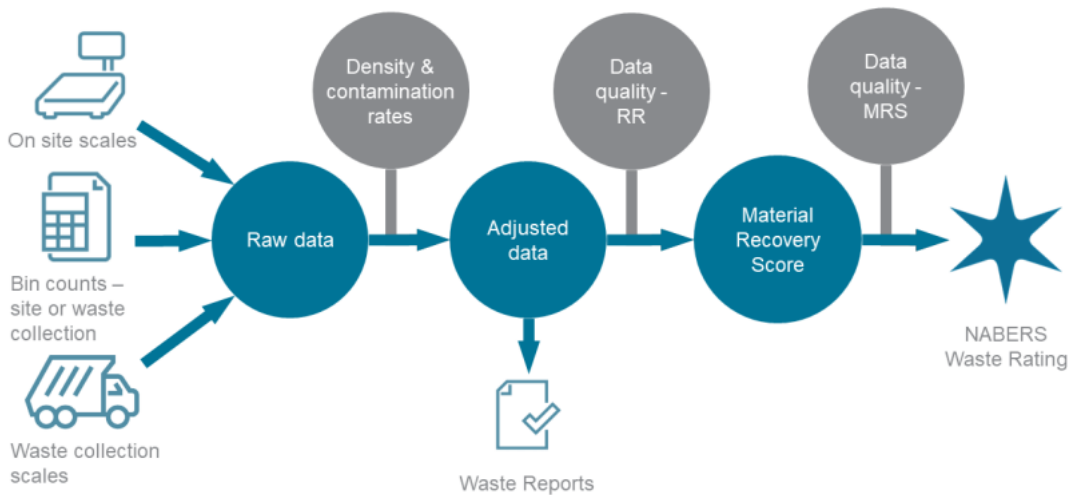 On site scales
Bin counts –
site or waste
collection
Waste collection
scales
Raw data
Density &
contamination
rates
Adjusted
data
Waste Reports
Data
quality -
RR
Material
Recovery
Score
Data
quality -
MRS
NABERS
Waste Rating